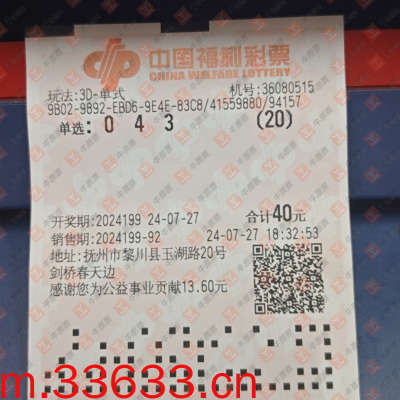 中国福利彩票
CHINA WELFARE LOTTERY
玩法:3D-单式 机号:36080515
9B02-9892-EBD6-9E4E-83C8/41559880/94157
单选: 0 4 3 (20)
开奖期:2024199 24-07-27 合计40元
销售期:2024199-92 24-07-27 18:32:53
地址:抚州市黎川县玉湖路20号
剑桥春天边
感谢您为公益事业贡献13.60元
m.33633.cn